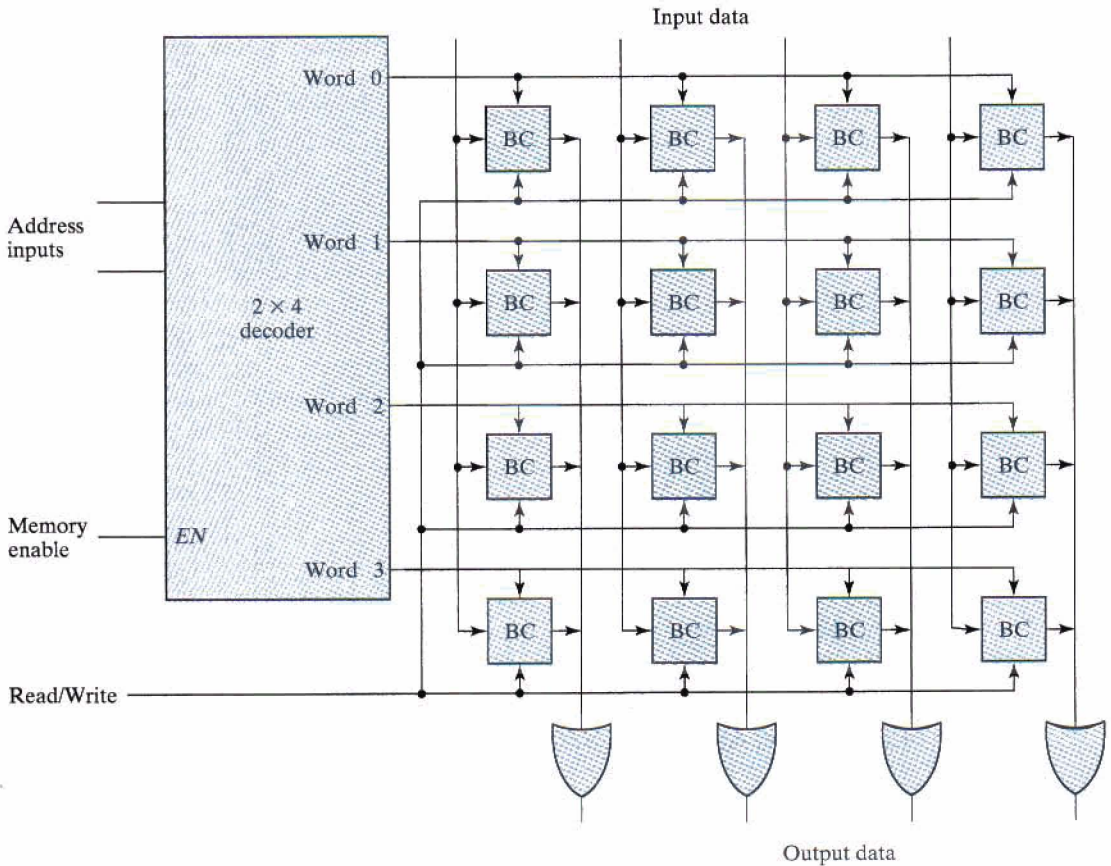 Input data
Word 0
BC BC BC BC
Address
inputs
Word 1
BC BC BC BC
2 × 4
decoder
Word 2
BC BC BC BC
Memory
enable
EN
Word 3
BC BC BC BC
Read/Write
Output data